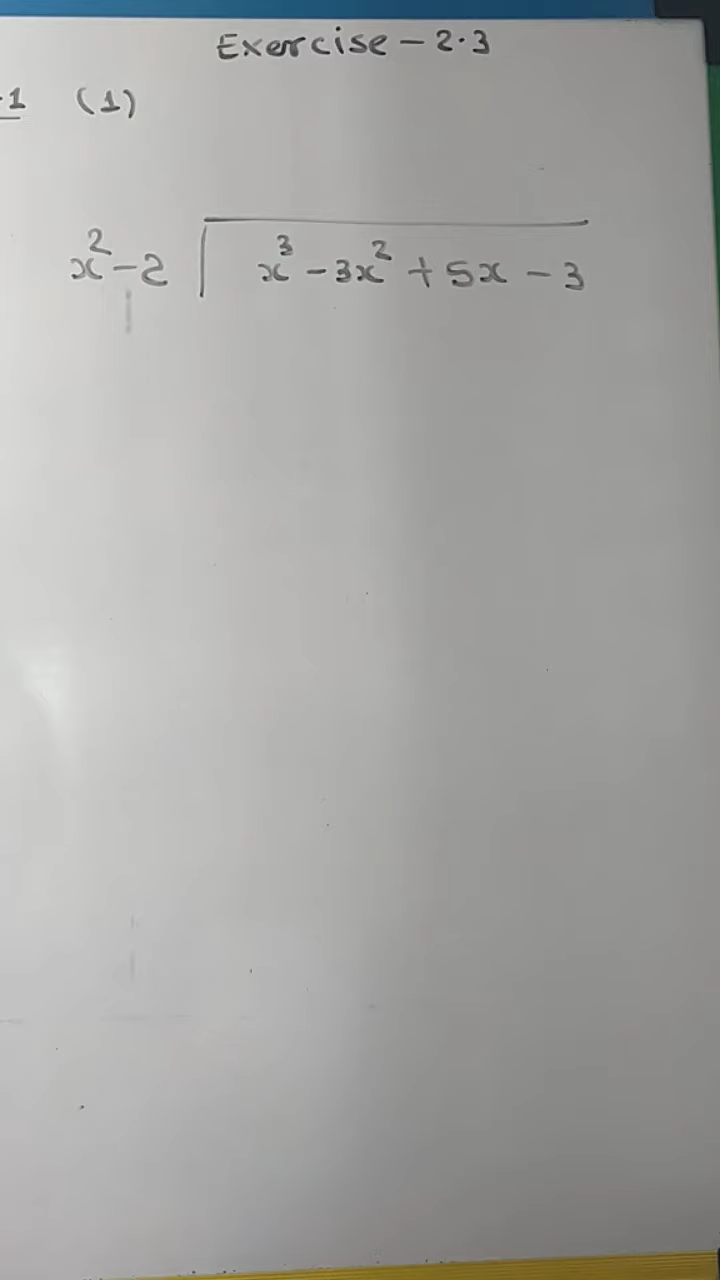 Exercise - 2.3
.1 (1)
x² - 2 | x³ - 3x² + 5x - 3